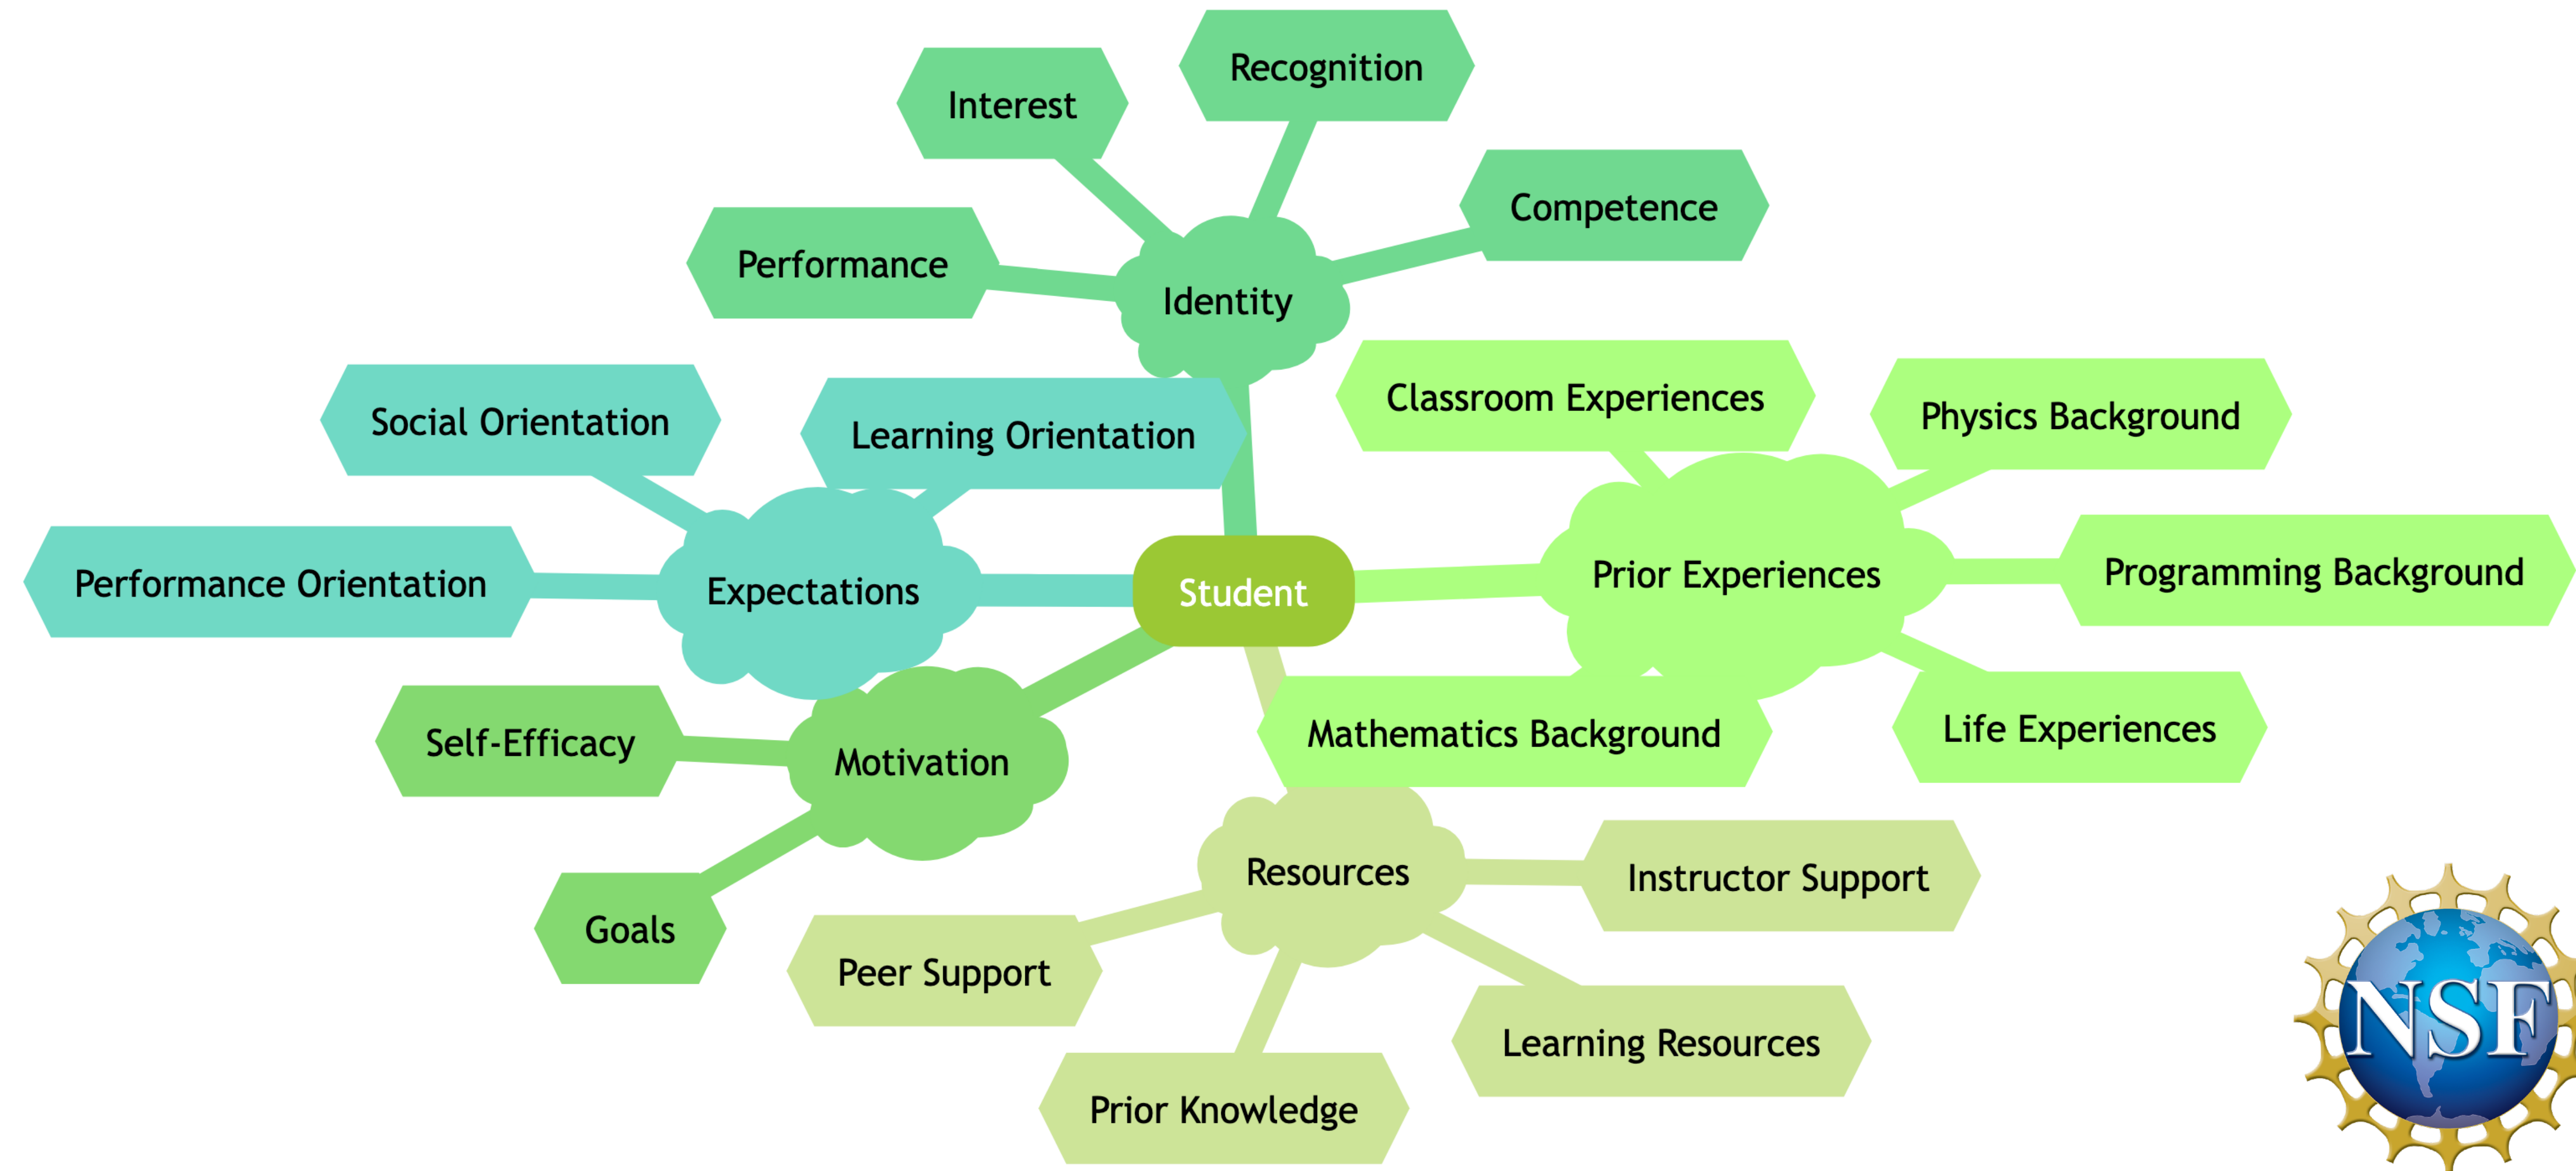 Recognition
Interest
Competence
Performance
Identity
Classroom Experiences
Physics Background
Social Orientation
Learning Orientation
Programming Background
Prior Experiences
Performance Orientation
Expectations
Student
Life Experiences
Mathematics Background
Self-Efficacy
Motivation
Resources
Instructor Support
Goals
Peer Support
Learning Resources
Prior Knowledge
NSF